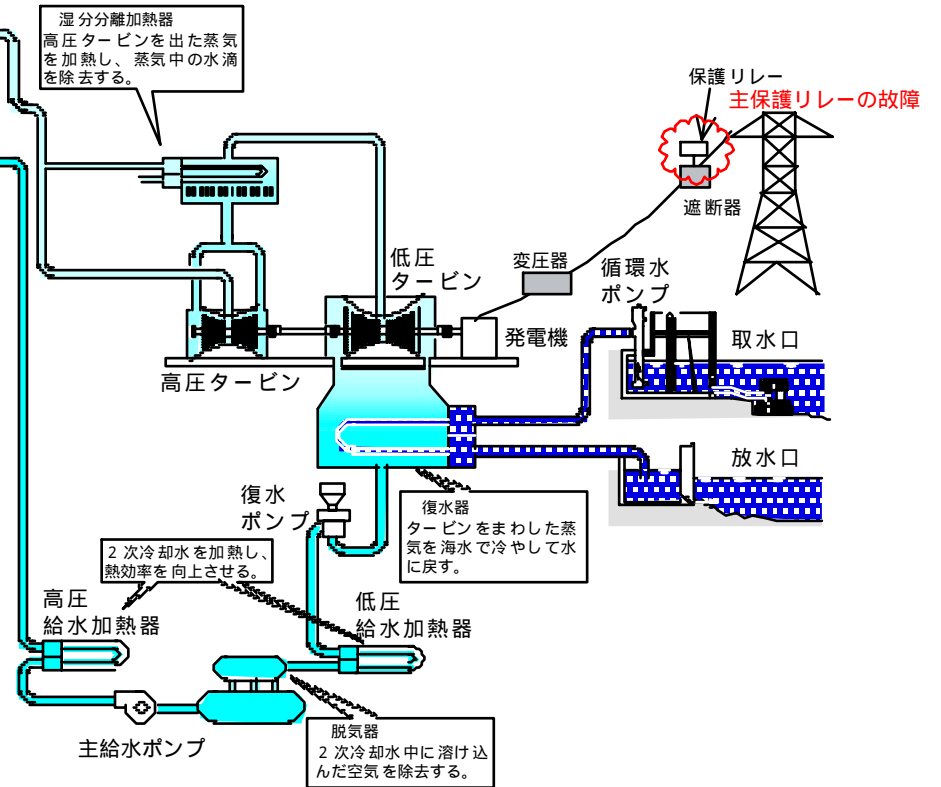 湿分分離加熱器
高圧タービンを出た蒸気
を加熱し、蒸気中の水滴
を除去する。
保護リレー
主保護リレーの故障
遮断器
変圧器
低圧
タービン
循環水
ポンプ
発電機
取水口
高圧タービン
放水口
復水
ポンプ
復水器
タービンをまわした蒸
気を海水で冷やして水
に戻す。
２次冷却水を加熱し、
熱効率を向上させる。
高圧
給水加熱器
低圧
給水加熱器
主給水ポンプ
脱気器
２次冷却水中に溶け込
んだ空気を除去する。